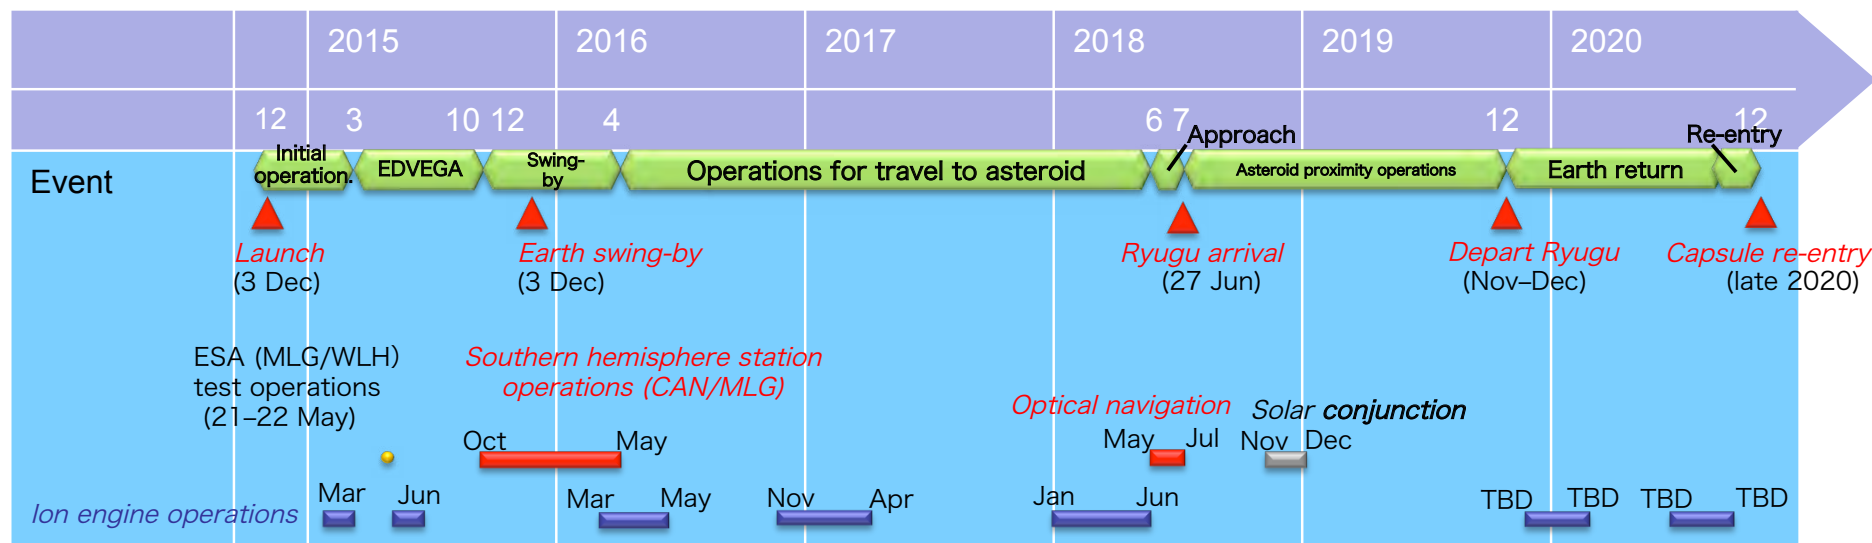 2015 2016 2017 2018 2019 2020
12 3 10 12 4 6 7 12 12
Approach Re-entry
Event
Initial operation.
EDVEGA
Swing-
by
Operations for travel to asteroid
Asteroid proximity operations
Earth return
Launch
(3 Dec)
Earth swing-by
(3 Dec)
Ryugu arrival
(27 Jun)
Depart Ryugu
(Nov–Dec)
Capsule re-entry
(late 2020)
ESA (MLG/WLH)
test operations
(21–22 May)
Southern hemisphere station
operations (CAN/MLG)
Oct May
Optical navigation
May Jul
Solar conjunction
Nov Dec
Ion engine operations
Mar Jun Mar May Nov Apr Jan Jun TBD TBD TBD TBD